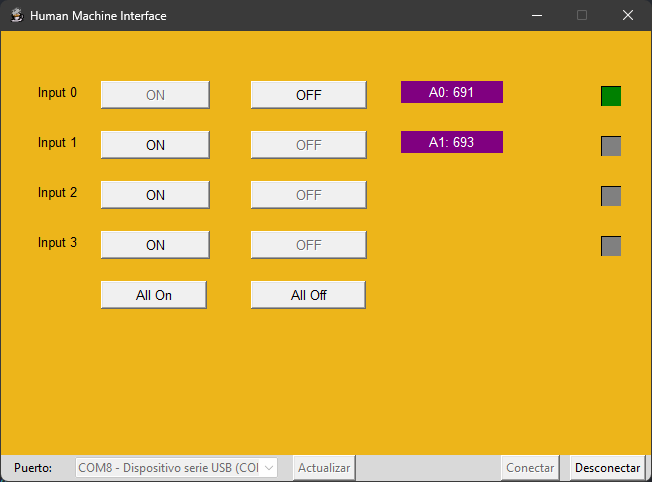 Human Machine Interface
Input 0 ON OFF A0: 691
Input 1 ON OFF A1: 693
Input 2 ON OFF
Input 3 ON OFF
All On All Off
Puerto: COM8 - Dispositivo serie USB (CO Actualizar Conectar Desconectar